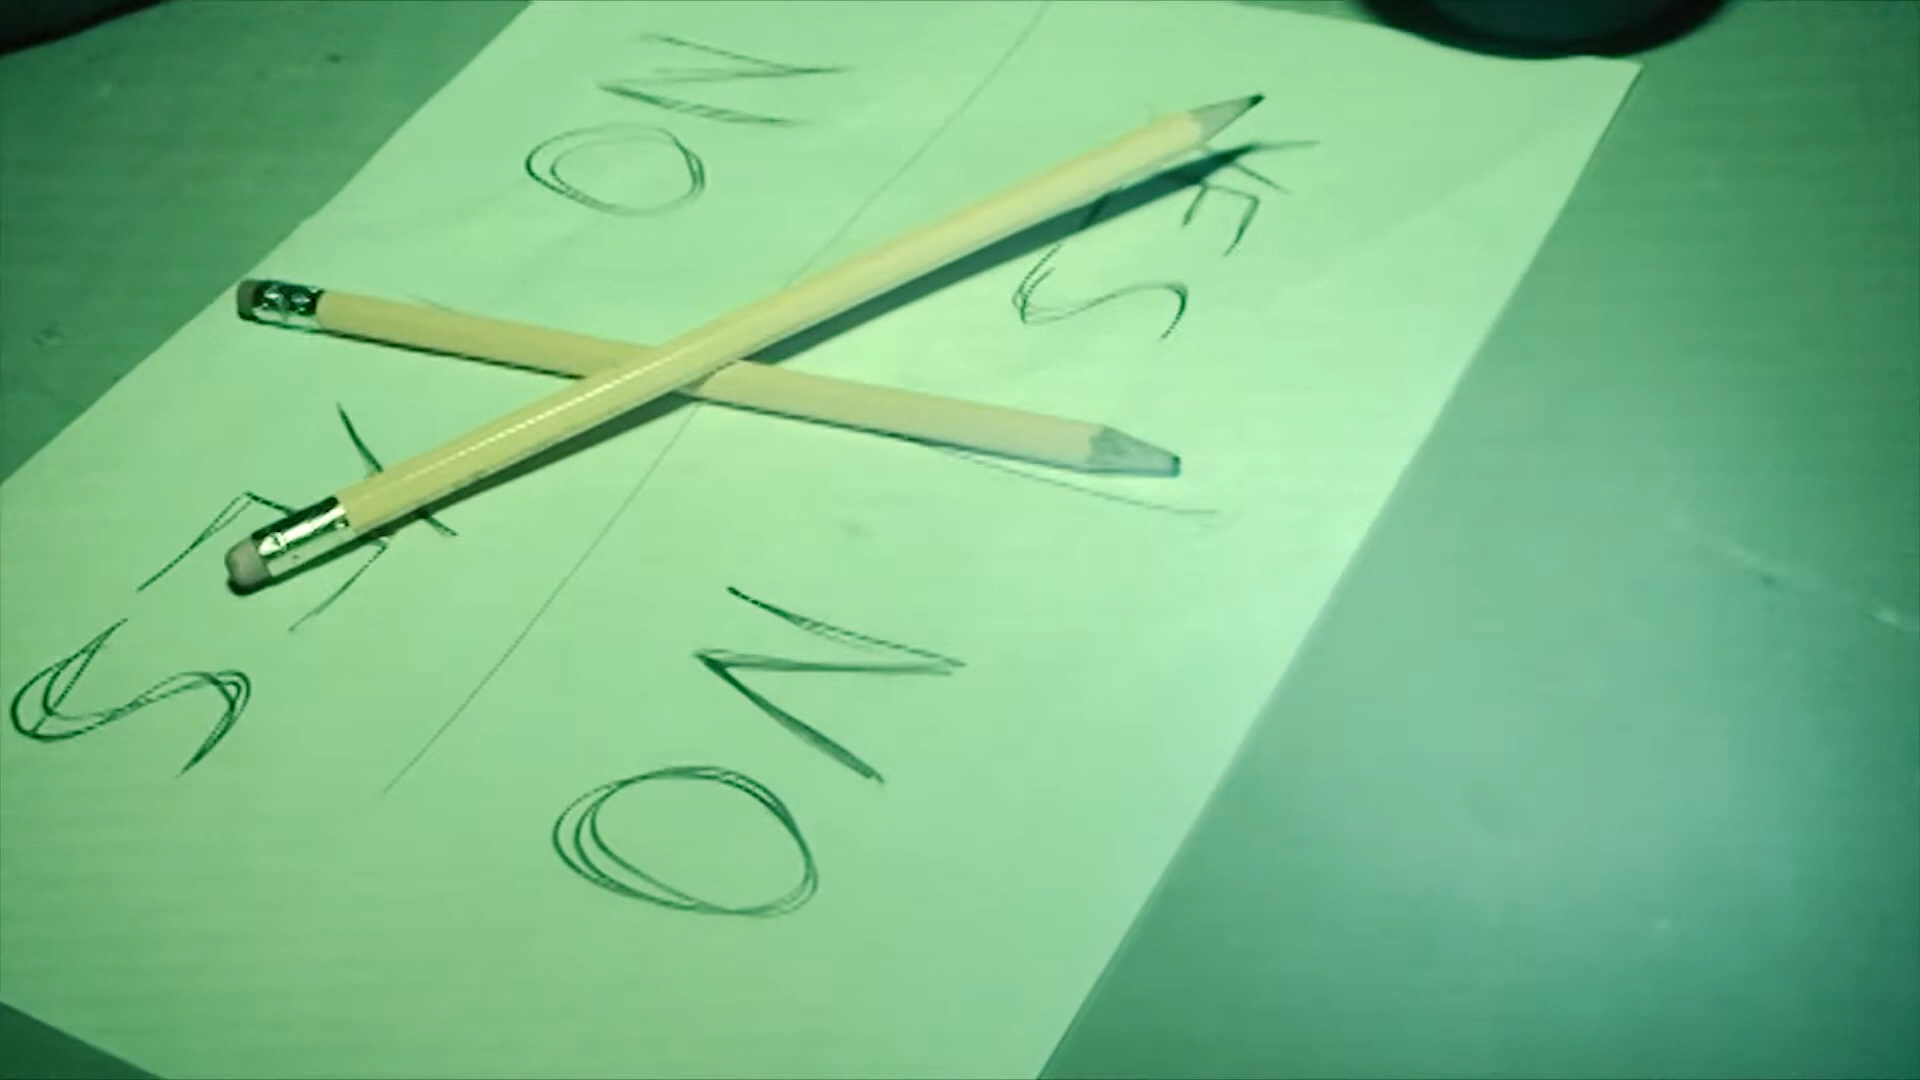 NO YES
YES NO